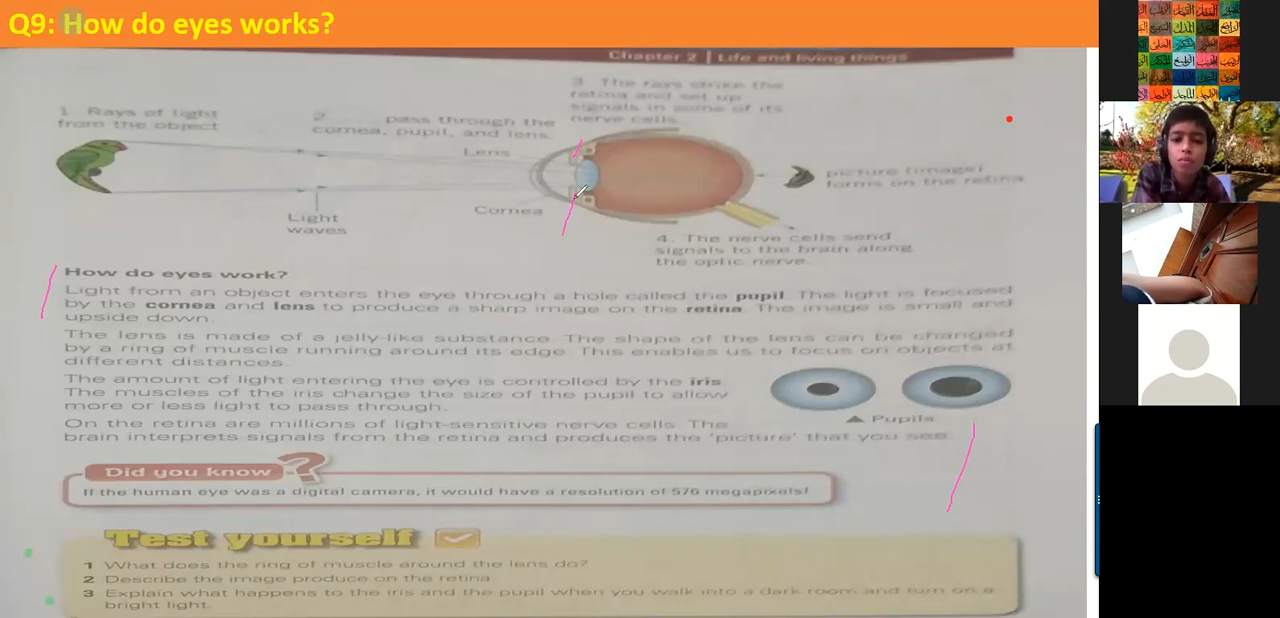 Q9: How do eyes works?
Chapter 2 | Life and living things
1. Rays of light
from the object
2 pass through the
cornea, pupil, and lens.
3. The rays strike the
retina and set up
signals in some of its
nerve cells.
Lens
Cornea
Light
waves
picture (image)
forms on the retina
4. The nerve cells send
signals to the brain along
the optic nerve.
How do eyes work?
Light from an object enters the eye through a hole called the pupil. The light is focused
by the cornea and lens to produce a sharp image on the retina. The image is small and
upside down.
The lens is made of a jelly-like substance. The shape of the lens can be changed
by a ring of muscle running around its edge. This enables us to focus on objects at
different distances.
The amount of light entering the eye is controlled by the iris.
The muscles of the iris change the size of the pupil to allow
more or less light to pass through.
On the retina are millions of light-sensitive nerve cells. The
brain interprets signals from the retina and produces the 'picture' that you see.
Pupils
Did you know ?
If the human eye was a digital camera, it would have a resolution of 576 megapixels!
Test yourself
1 What does the ring of muscle around the lens do?
2 Describe the image produce on the retina.
3 Explain what happens to the iris and the pupil when you walk into a dark room and turn on a
bright light.